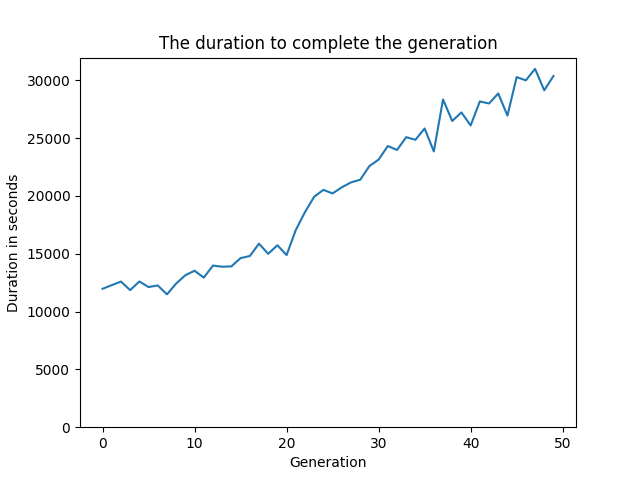 The duration to complete the generation
30000
25000
20000
15000
10000
5000
0
Duration in seconds
0 10 20 30 40 50
Generation